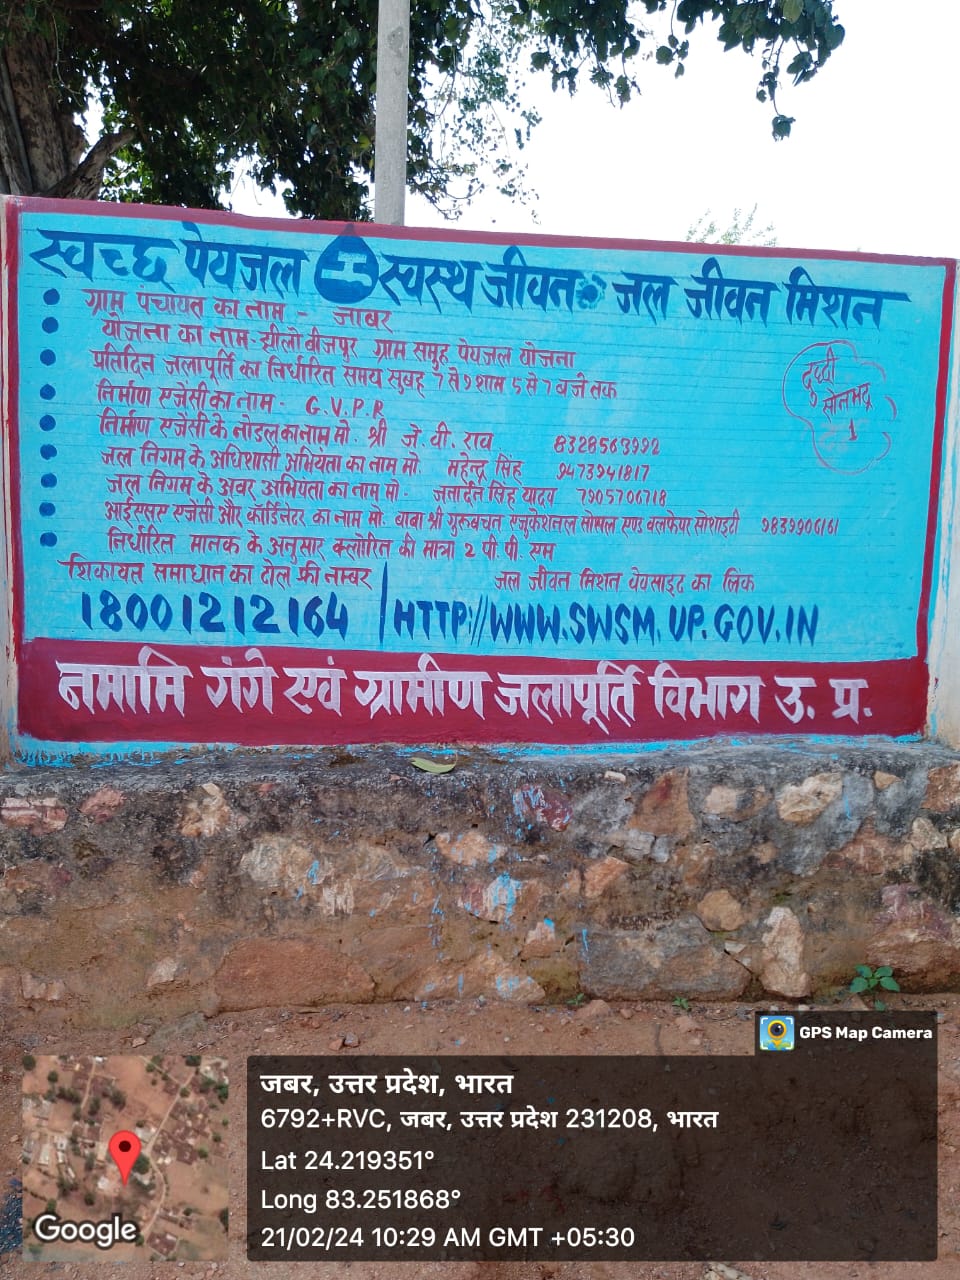 स्वच्छ पेयजल स्वस्थ जीवन जल जीवन मिशन
ग्राम पंचायत का नाम - जाबर
योजना का नाम - झीलो बीजपुर ग्राम समुह पेयजल योजना
प्रतिदिन जलापूर्ति का निर्धारित समय सुबह 7 से 9 शाम 5 से 7 बजे तक
निर्माण एजेंसी का नाम - G.V.P.R
निर्माण एजेंसी के नोडल का नाम मो. श्री जे. वी. राव 8328563992
जल निगम के अधिशासी अभियंता का नाम मो. महेन्द्र सिंह 9473941817
जल निगम के अवर अभियंता का नाम मो - जनार्दन सिंह यादव 7905706718
आईएसए एजेंसी और कॉर्डिनेटर का नाम मो. बाबा श्री गुरूबचन एजुकेशनल सोसल एण्ड वलफेयर सोशाइटी 9839906161
निर्धारित मानक के अनुसार क्लोरिन की मात्रा 2 पी. पी. एम
दुध्दी
सोनभद्र
1
शिकायत समाधान का टोल फ्री नम्बर
18001212164
जल जीवन मिशन वेबसाइट का लिंक
HTTP://WWW.SWSM.UP.GOV.IN
नमामि गंगे एवं ग्रामीण जलापूर्ति विभाग उ. प्र.
GPS Map Camera
जबर, उत्तर प्रदेश, भारत
6792+RVC, जबर, उत्तर प्रदेश 231208, भारत
Lat 24.219351°
Long 83.251868°
21/02/24 10:29 AM GMT +05:30
Google